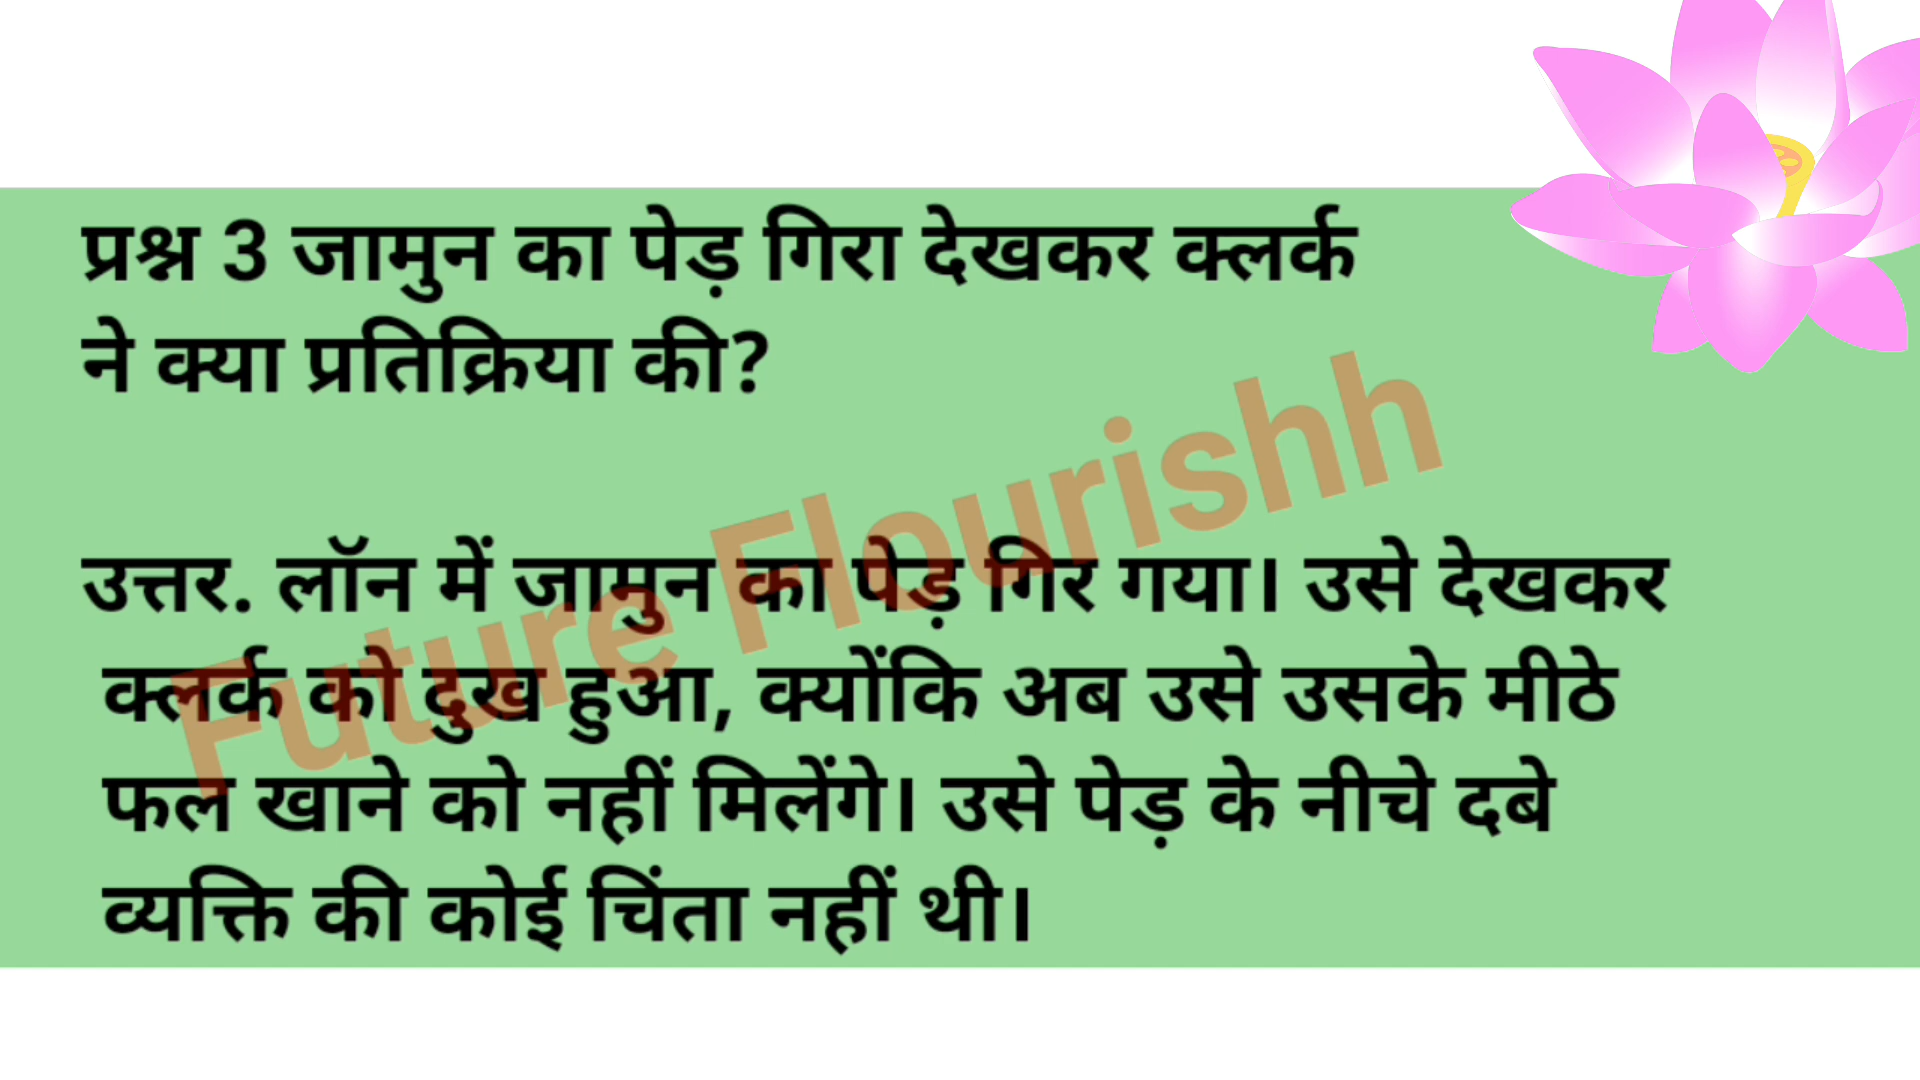 प्रश्न 3 जामुन का पेड़ गिरा देखकर क्लर्क
ने क्या प्रतिक्रिया की?
उत्तर. लॉन में जामुन का पेड़ गिर गया। उसे देखकर
क्लर्क को दुख हुआ, क्योंकि अब उसे उसके मीठे
फल खाने को नहीं मिलेंगे। उसे पेड़ के नीचे दबे
व्यक्ति की कोई चिंता नहीं थी।
Future Flourishh